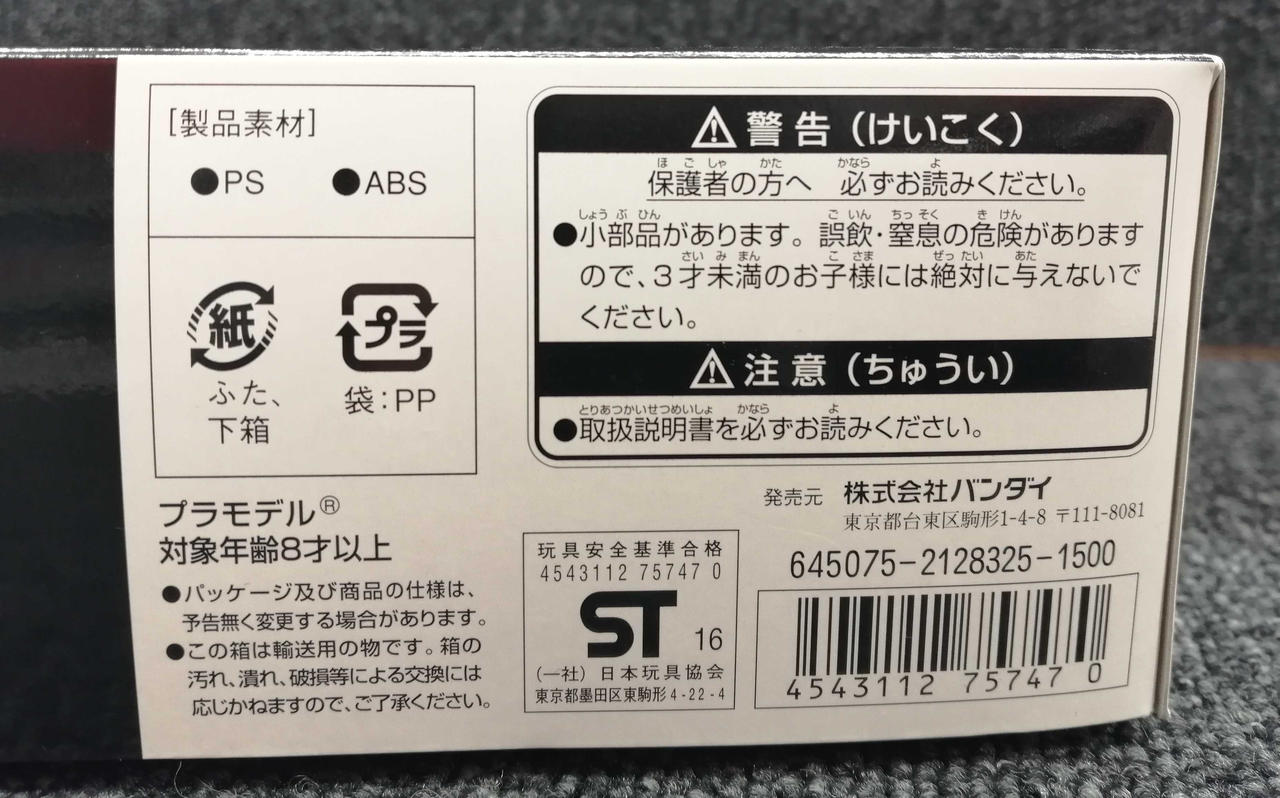 [製品素材]
●PS ●ABS
紙
ふた、
下箱
プラ
袋:PP
プラモデル®
対象年齢8才以上
●パッケージ及び商品の仕様は、
予告無く変更する場合があります。
●この箱は輸送用の物です。箱の
汚れ、潰れ、破損等による交換には
応じかねますので、ご了承ください。
⚠警告(けいこく)
ほごしゃ かた かなら よ
保護者の方へ 必ずお読みください。
しょうぶひん ごいん ちっそく きけん
●小部品があります。誤飲・窒息の危険があります
さいみまん こさま ぜったい あた
ので、3才未満のお子様には絶対に与えないで
ください。
⚠注意(ちゅうい)
とりあつかいせつめいしょ かなら よ
●取扱説明書を必ずお読みください。
発売元 株式会社バンダイ
東京都台東区駒形1-4-8 〒111-8081
645075-2128325-1500
玩具安全基準合格
4543112 75747 0
ST 16
(一社)日本玩具協会
東京都墨田区東駒形4-22-4
4543112 75747 0